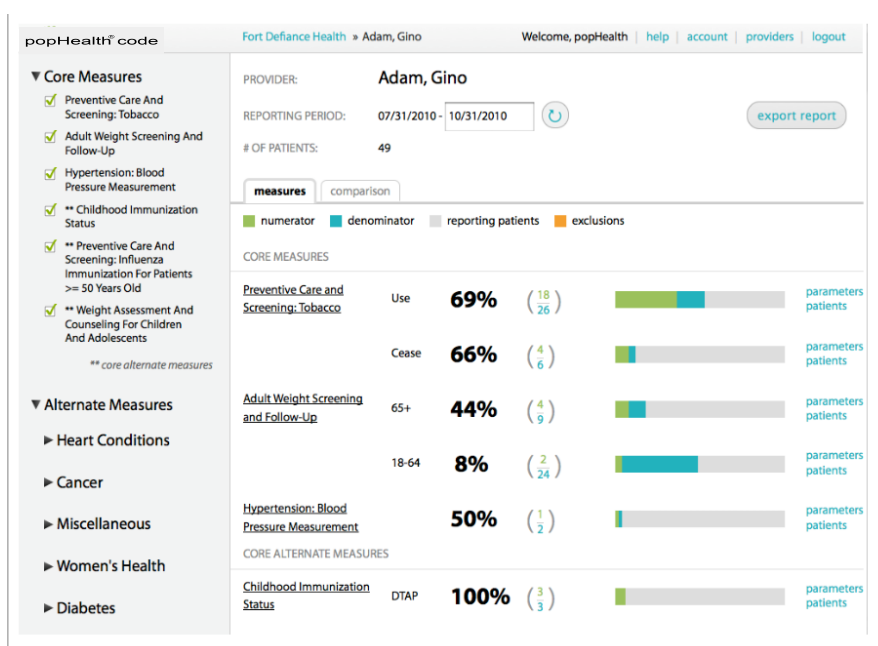 popHealth® code
Fort Defiance Health » Adam, Gino
Welcome, popHealth | help | account | providers | logout
▼ Core Measures
Preventive Care And
Screening: Tobacco
Adult Weight Screening And
Follow-Up
Hypertension: Blood
Pressure Measurement
** Childhood Immunization
Status
** Preventive Care And
Screening: Influenza
Immunization For Patients
>= 50 Years Old
** Weight Assessment And
Counseling For Children
And Adolescents
** core alternate measures
▼ Alternate Measures
► Heart Conditions
► Cancer
► Miscellaneous
► Women's Health
► Diabetes
PROVIDER: Adam, Gino
REPORTING PERIOD: 07/31/2010 - 10/31/2010
export report
# OF PATIENTS: 49
measures comparison
numerator denominator reporting patients exclusions
CORE MEASURES
Preventive Care and
Screening: Tobacco
Use 69% (18/26) parameters
patients
Cease 66% (4/6) parameters
patients
Adult Weight Screening
and Follow-Up
65+ 44% (4/9) parameters
patients
18-64 8% (2/24) parameters
patients
Hypertension: Blood
Pressure Measurement
50% (1/2) parameters
patients
CORE ALTERNATE MEASURES
Childhood Immunization
Status
DTAP 100% (3/3) parameters
patients